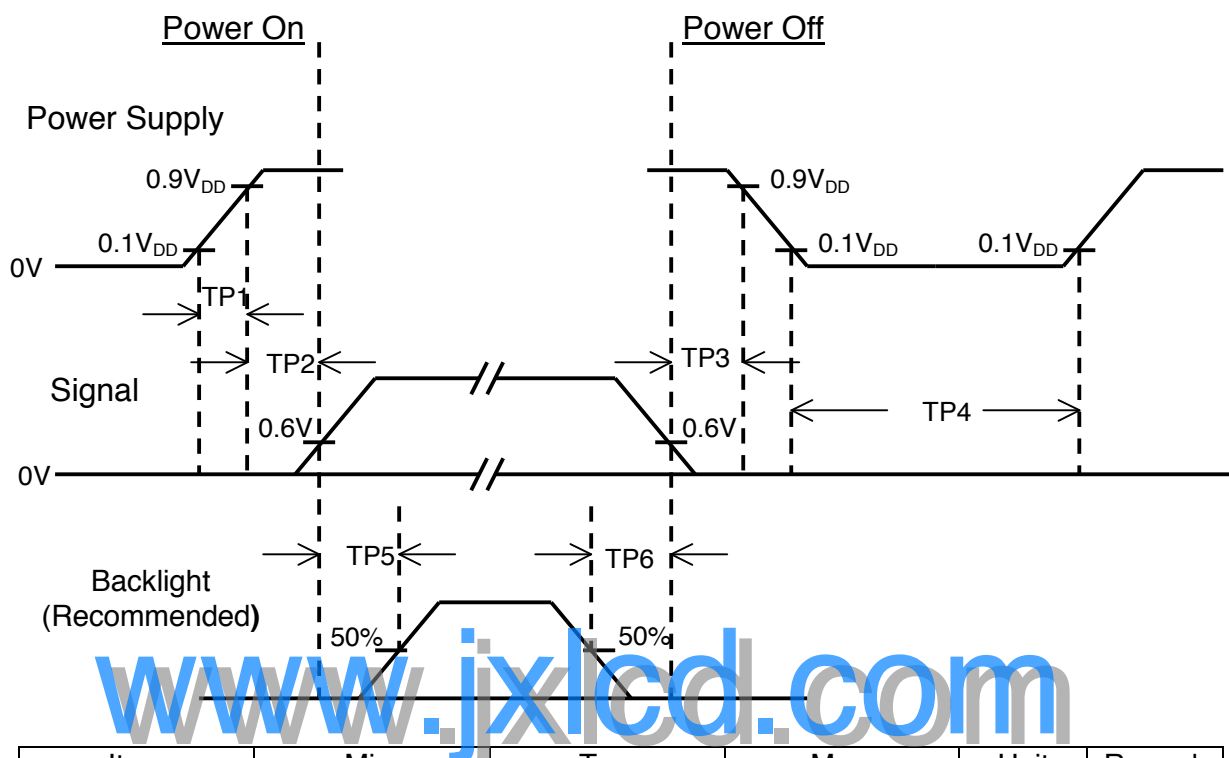 Power On
Power Off
Power Supply
0.9VDD
0.9VDD
0.1VDD
0.1VDD
0.1VDD
0V
TP1
TP2
TP3
Signal
TP4
0.6V
0.6V
0V
TP5
TP6
Backlight
(Recommended)
50%
50%
www.jxlcd.com